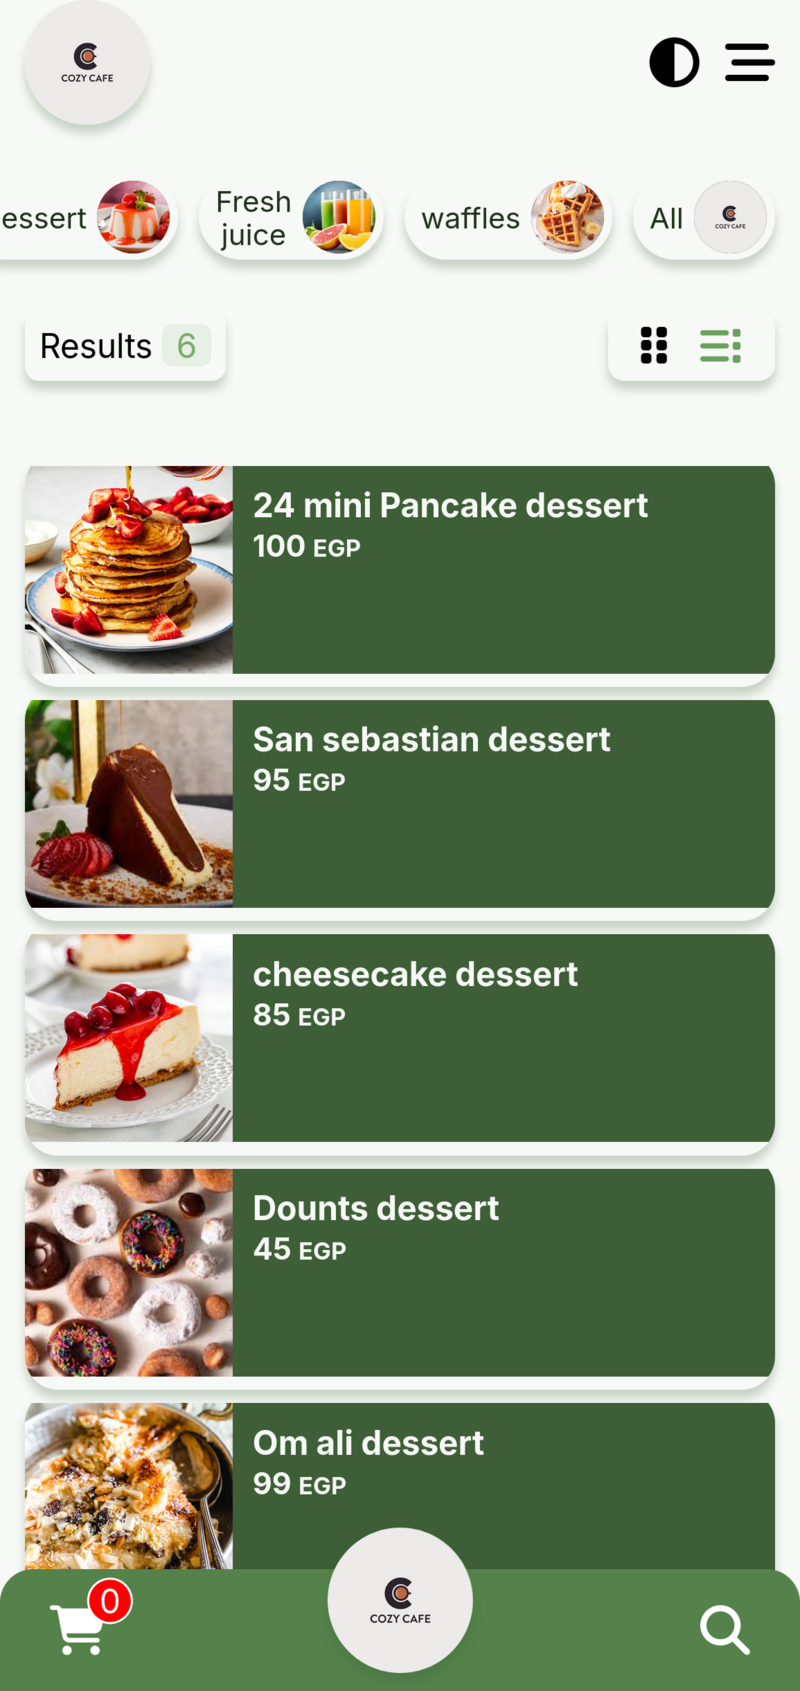 COZY CAFE
essert
Fresh
juice
waffles
All
COZY CAFE
Results 6
24 mini Pancake dessert
100 EGP
San sebastian dessert
95 EGP
cheesecake dessert
85 EGP
Dounts dessert
45 EGP
Om ali dessert
99 EGP
0
COZY CAFE